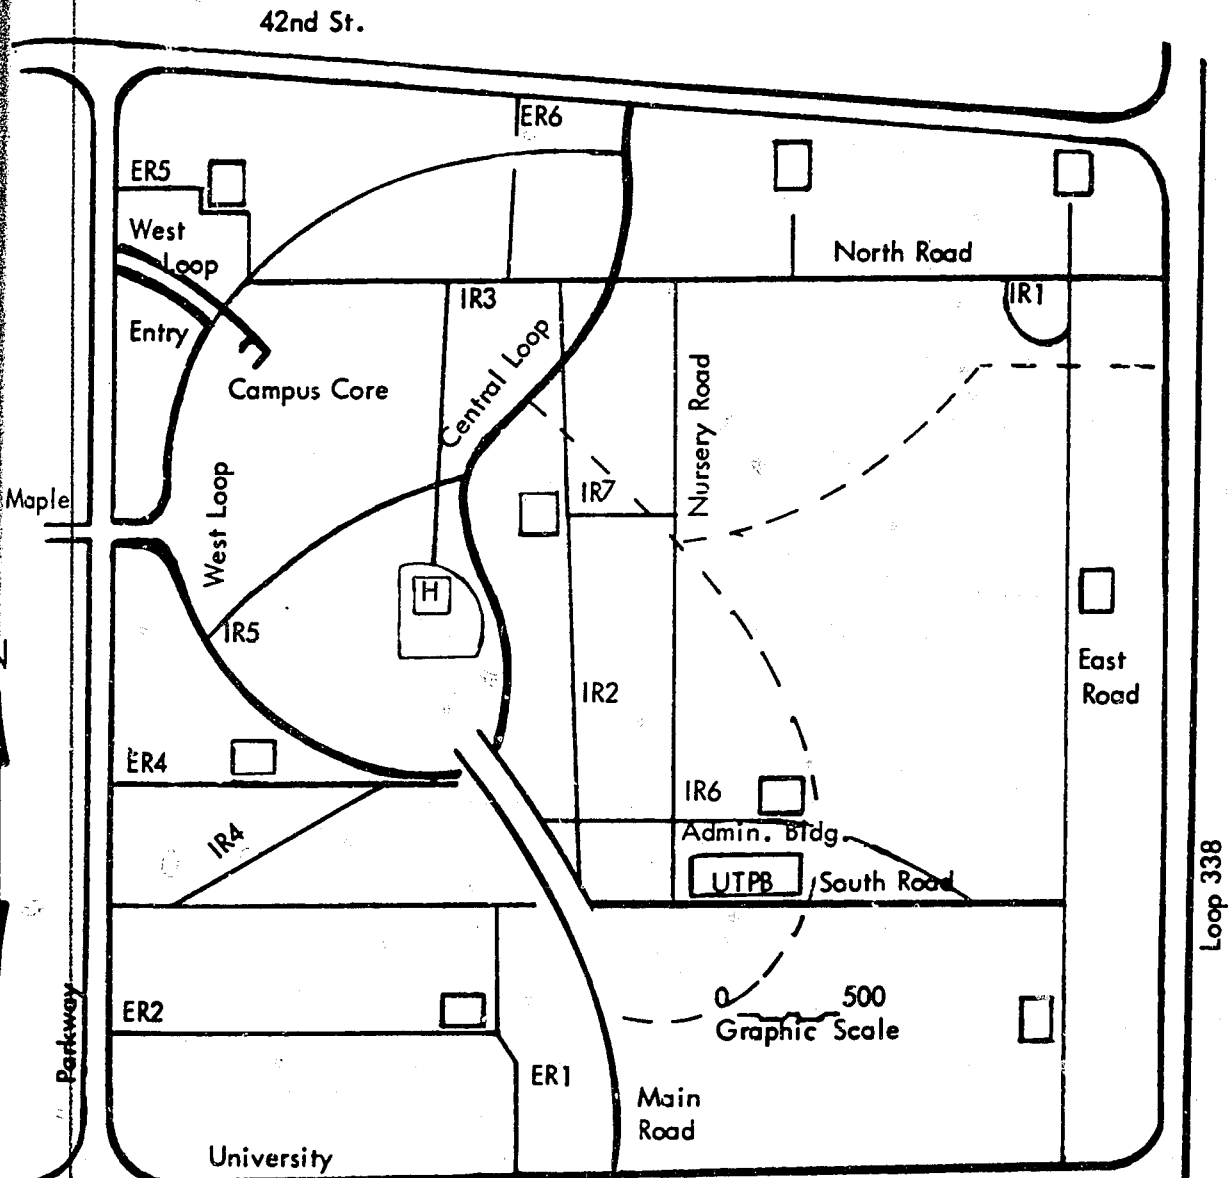 42nd St.
ER6
ER5
West
Loop
North Road
IR1
IR3
Entry
Central Loop
Nursery Road
Campus Core
Maple
West Loop
IR7
H
IR5
East
Road
IR2
ER4
IR6
Admin. Bldg.
IR4
UTPB
South Road
Loop 338
0 500
Graphic Scale
ER2
Parkway
ER1
Main
Road
University